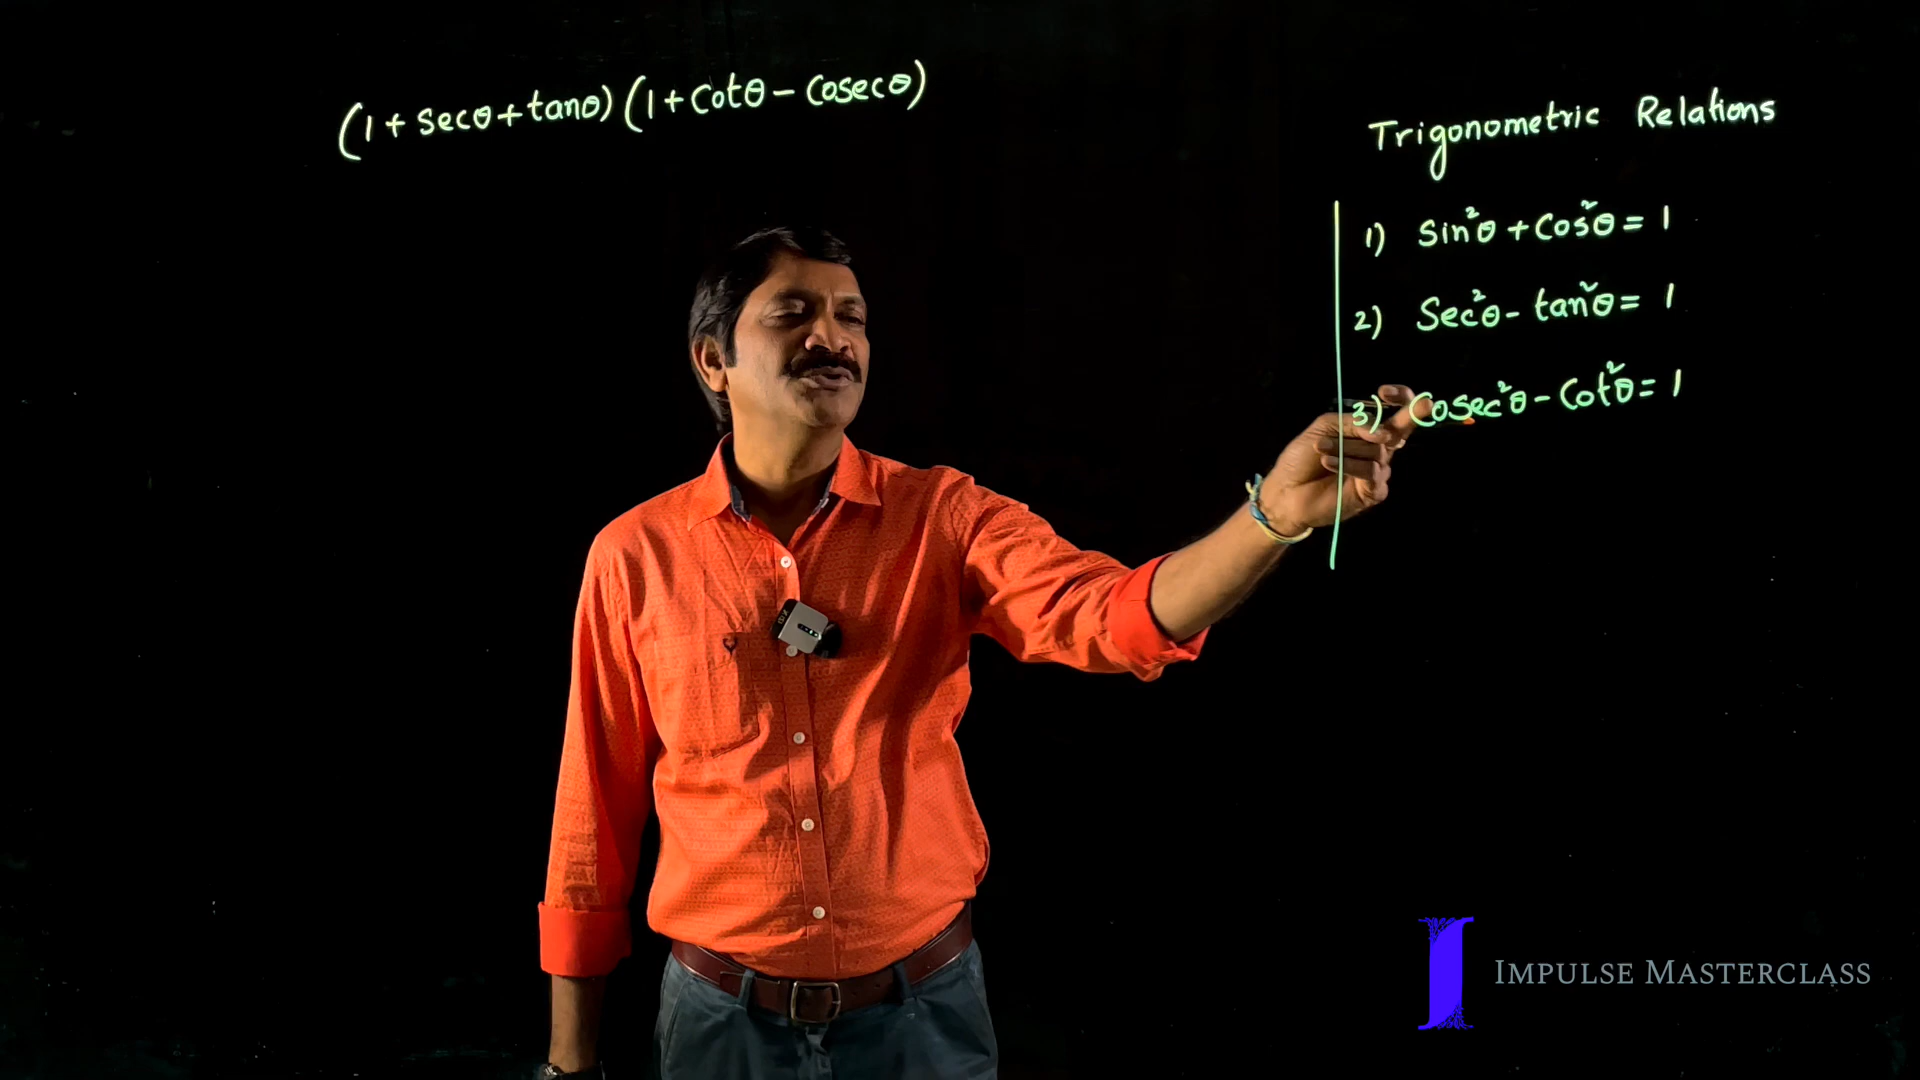 (1 + Secθ + tanθ) (1 + Cotθ - Cosecθ)
Trigonometric Relations
1) Sin²θ + Cos²θ = 1
2) Sec²θ - tan²θ = 1
3) Cosec²θ - Cot²θ = 1
IMPULSE MASTERCLASS